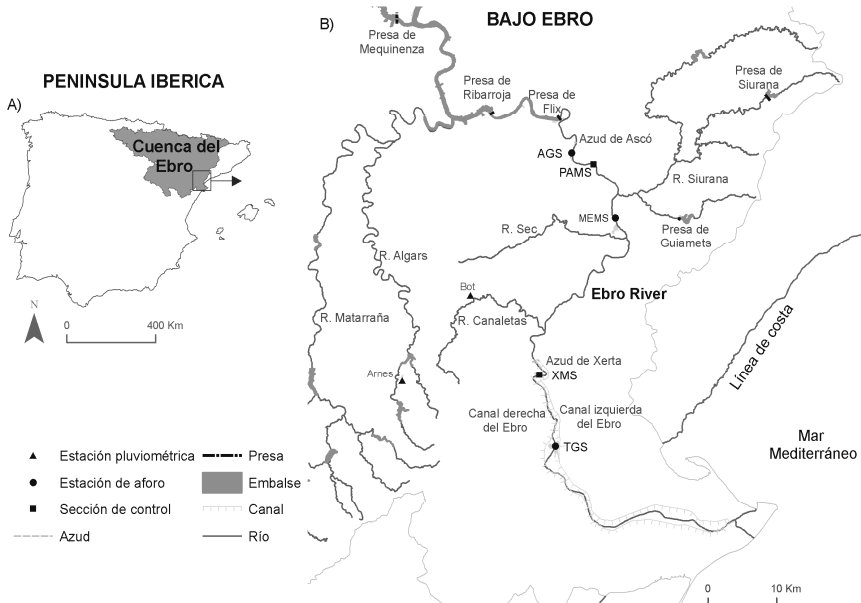 BAJO EBRO
B)
Presa de
Mequinenza
PENINSULA IBERICA
A)
Cuenca del
Ebro
N
0
400 Km
Presa de
Ribarroja
Presa de
Flix
Presa de
Siurana
Azud de Ascó
AGS
PAMS
R. Siurana
MEMS
Presa de
Guiamets
R. Sec
R. Algars
Ebro River
Bot
R. Matarraña
R. Canaletas
Línea de costa
Azud de Xerta
XMS
Arnes
Canal derecha
del Ebro
Canal izquierda
del Ebro
TGS
Mar
Mediterráneo
Estación pluviométrica
Presa
Estación de aforo
Embalse
Sección de control
Canal
Azud
Río
0
10 Km